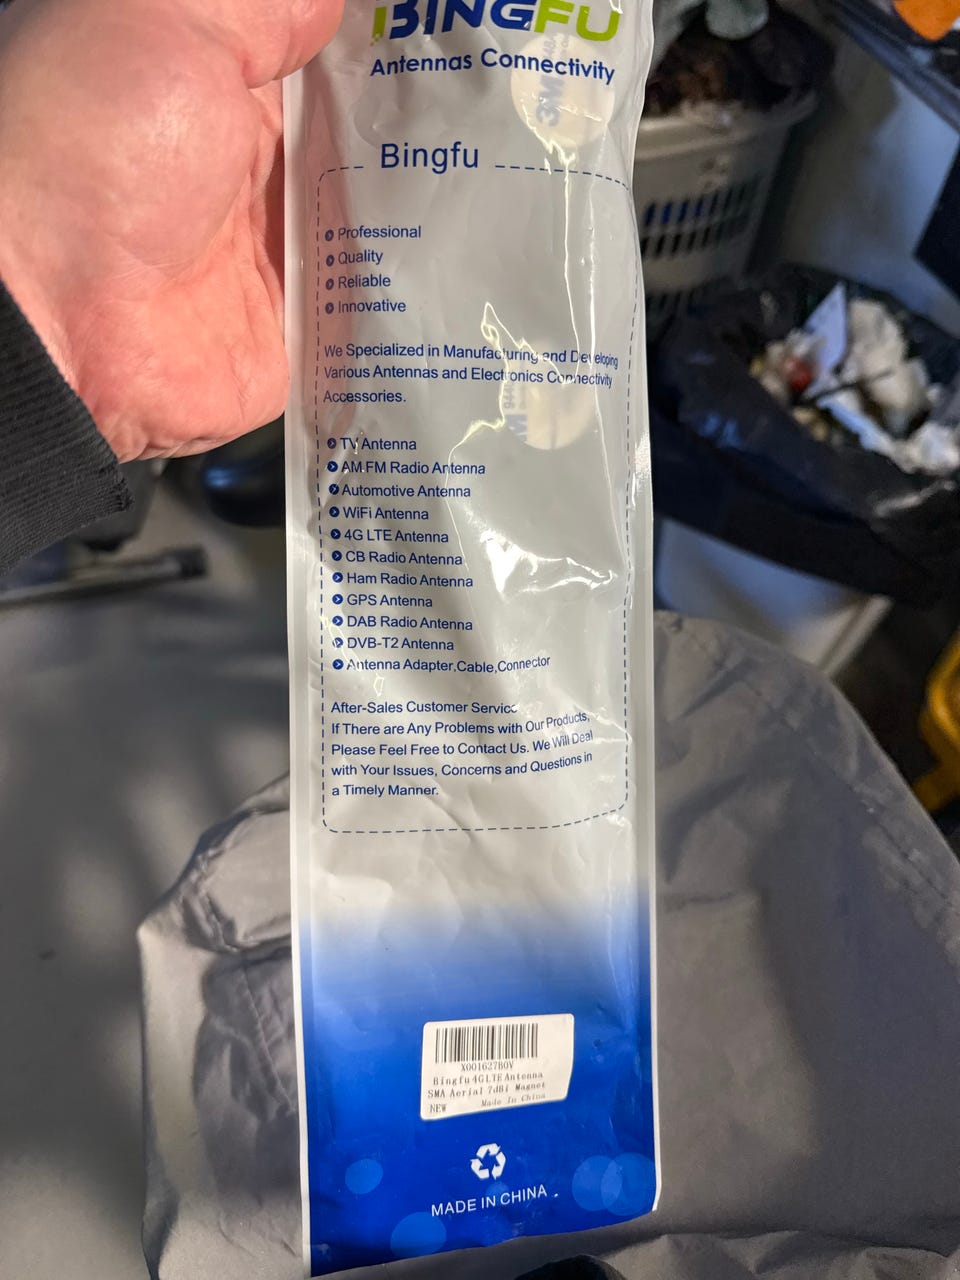 BINGFU
Antennas Connectivity
3M
Bingfu
Professional
Quality
Reliable
Innovative
We Specialized in Manufacturing and Developing
Various Antennas and Electronics Connectivity
Accessories.
TV Antenna
AM FM Radio Antenna
Automotive Antenna
WiFi Antenna
4G LTE Antenna
CB Radio Antenna
Ham Radio Antenna
GPS Antenna
DAB Radio Antenna
DVB-T2 Antenna
Antenna Adapter,Cable,Connector
After-Sales Customer Service
If There are Any Problems with Our Products,
Please Feel Free to Contact Us. We Will Deal
with Your Issues, Concerns and Questions in
a Timely Manner.
X001627B0V
Bingfu 4G LTE Antenna
SMA Aerial 7dBi Magnet
NEW Made In China
MADE IN CHINA .